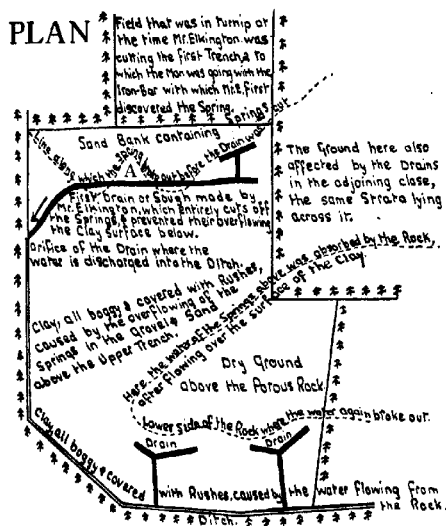 PLAN
Field that was in turnip at
the time Mr. Elkington was
cutting the first Trench, & to
which the Man was going with the
Iron-Bar with which Mr. E. first
discovered the Spring.
Sand Bank containing Springs
Line along which the Spring broke out before the Drain was cut
A
First Drain or Sough made by
Mr. Elkington, which entirely cuts off
the Springs & prevented their overflowing
the Clay surface below.
orifice of the Drain where the
water is discharged into the Ditch.
The Ground here also
affected by the Drains
in the adjoining close,
the same Strata lying
across it.
Clay, all boggy & covered with Rushes
caused by the overflowing of the
Springs in the Gravel & Sand
above the Upper Trench.
Here the water of the Springs above was absorbed by the Rock,
after flowing over the surface of the Clay.
Dry Ground
above the Porous Rock
Lower side of the Rock where the water again broke out.
Drain
Drain
Clay, all boggy & covered
with Rushes, caused by the water flowing from
the Rock.
Ditch.